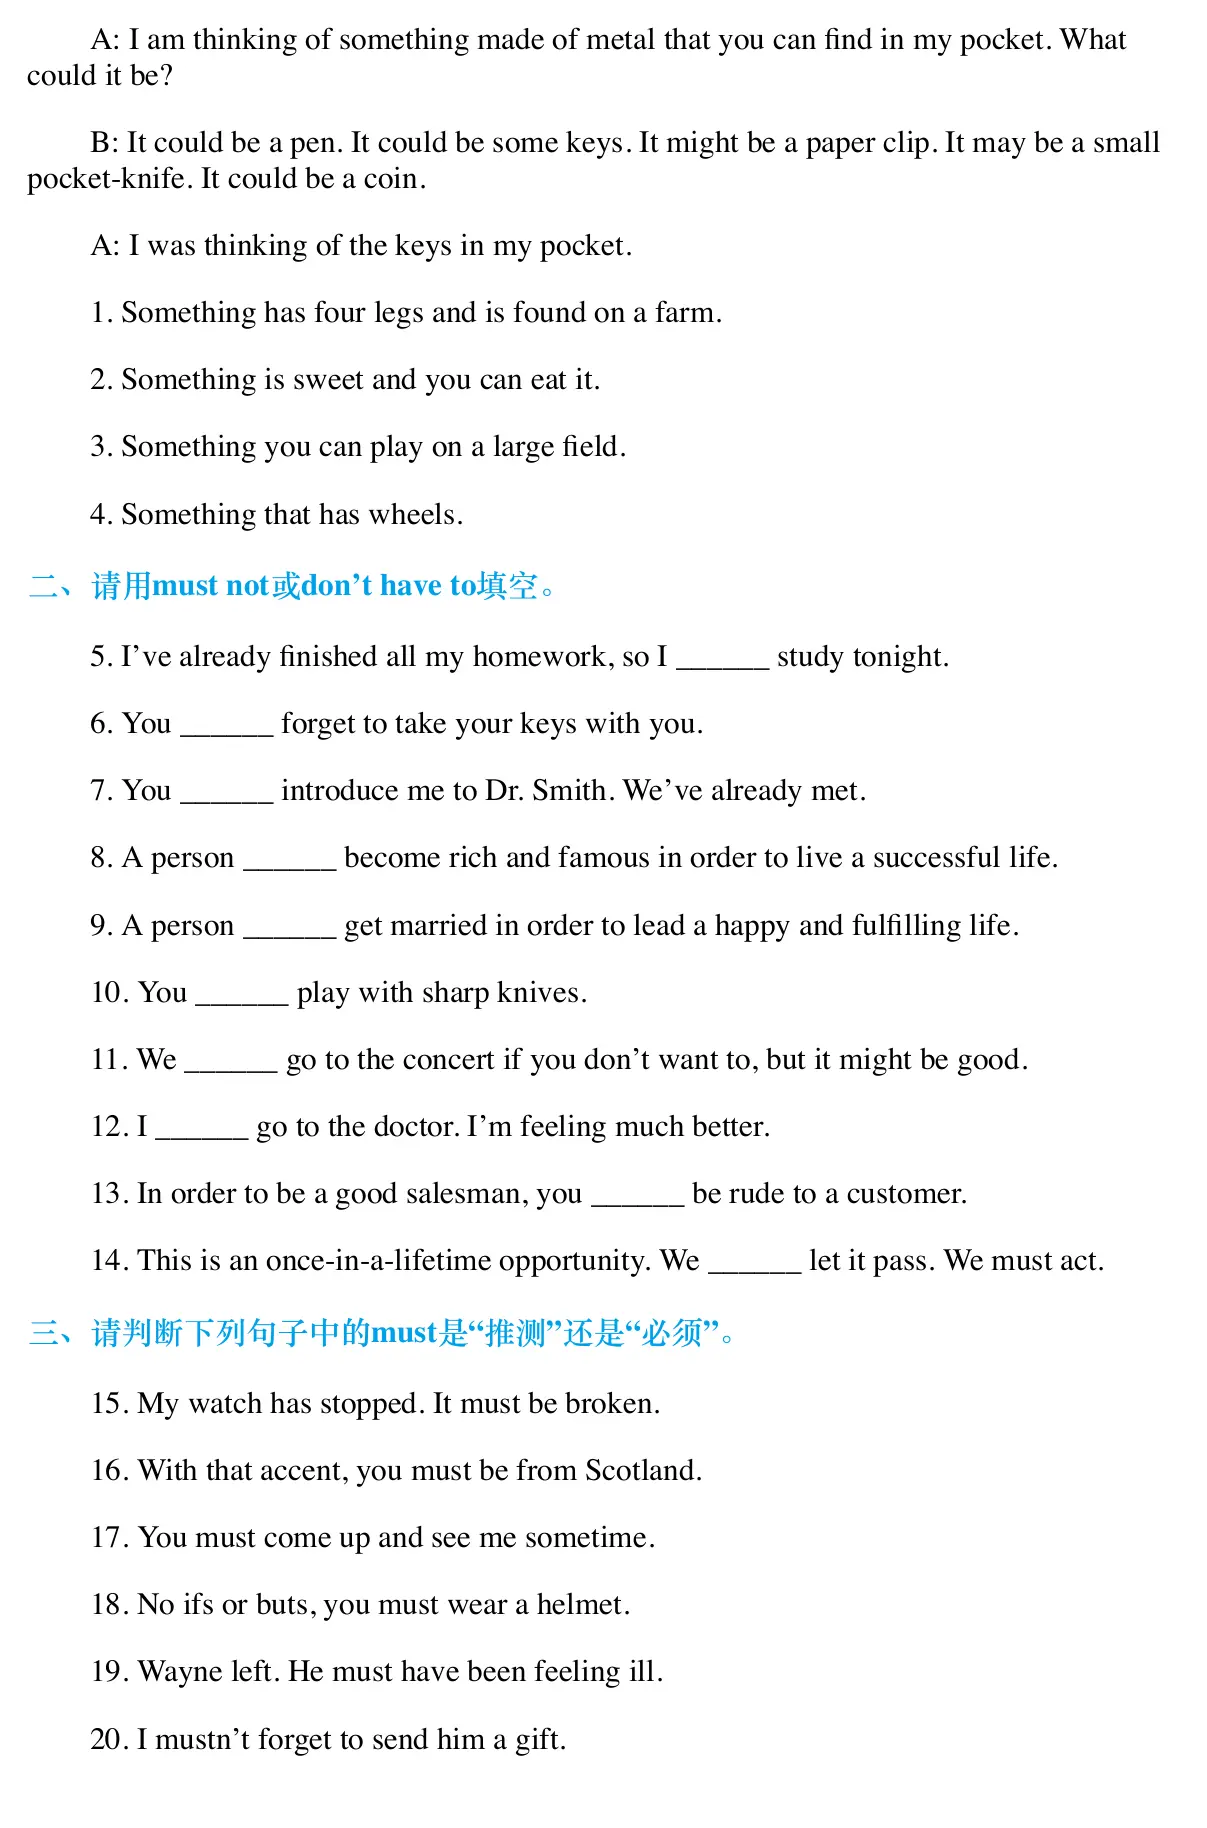 A: I am thinking of something made of metal that you can find in my pocket. What
could it be?
B: It could be a pen. It could be some keys. It might be a paper clip. It may be a small
pocket-knife. It could be a coin.
A: I was thinking of the keys in my pocket.
1. Something has four legs and is found on a farm.
2. Something is sweet and you can eat it.
3. Something you can play on a large field.
4. Something that has wheels.
二、请用must not或don’t have to填空。
5. I’ve already finished all my homework, so I ______ study tonight.
6. You ______ forget to take your keys with you.
7. You ______ introduce me to Dr. Smith. We’ve already met.
8. A person ______ become rich and famous in order to live a successful life.
9. A person ______ get married in order to lead a happy and fulfilling life.
10. You ______ play with sharp knives.
11. We ______ go to the concert if you don’t want to, but it might be good.
12. I ______ go to the doctor. I’m feeling much better.
13. In order to be a good salesman, you ______ be rude to a customer.
14. This is an once-in-a-lifetime opportunity. We ______ let it pass. We must act.
三、请判断下列句子中的must是“推测”还是“必须”。
15. My watch has stopped. It must be broken.
16. With that accent, you must be from Scotland.
17. You must come up and see me sometime.
18. No ifs or buts, you must wear a helmet.
19. Wayne left. He must have been feeling ill.
20. I mustn’t forget to send him a gift.